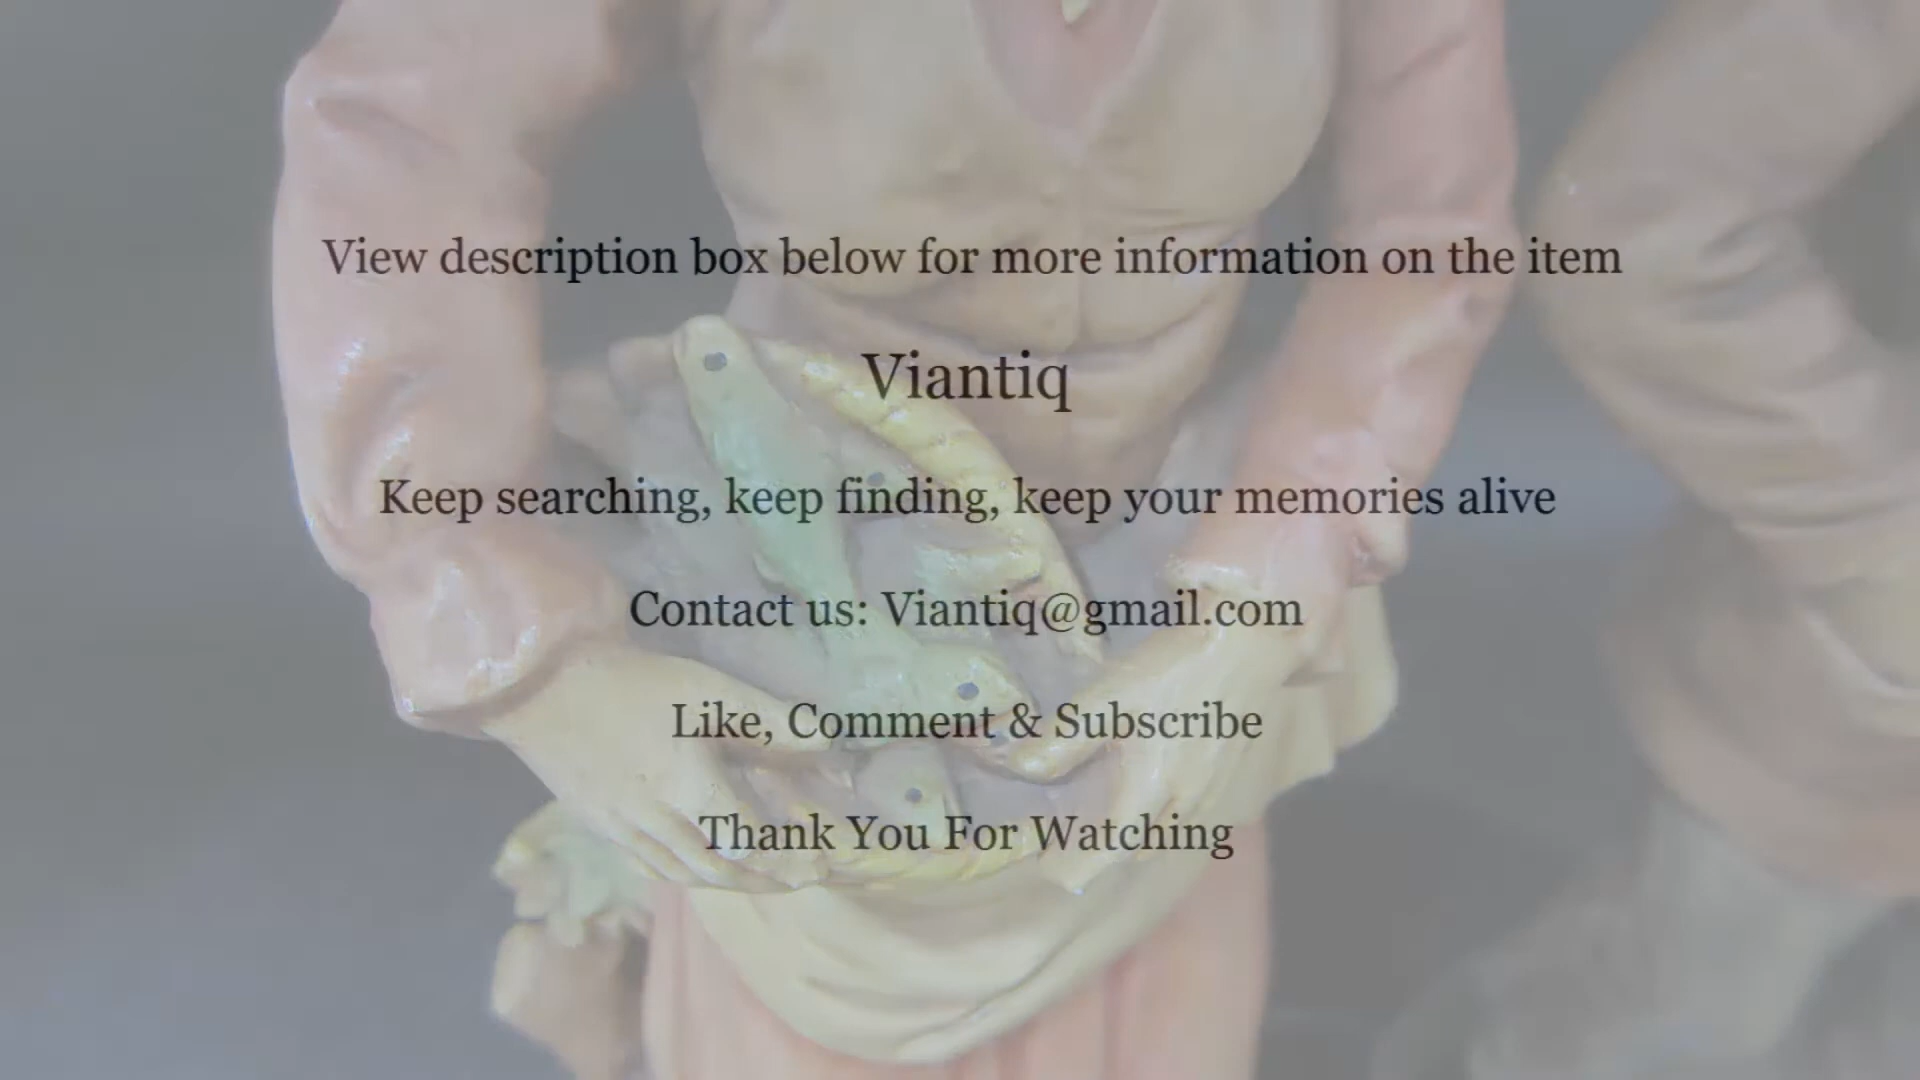 View description box below for more information on the item
Viantiq
Keep searching, keep finding, keep your memories alive
Contact us: Viantiq@gmail.com
Like, Comment & Subscribe
Thank You For Watching